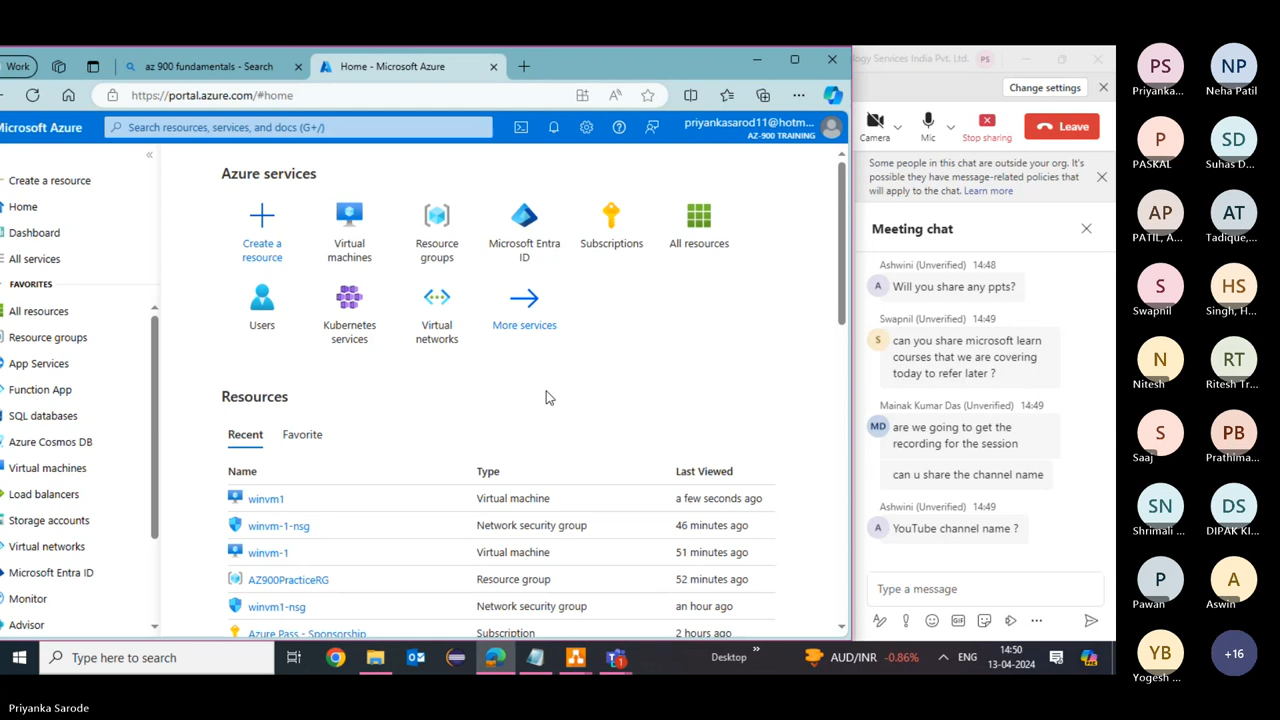 Work
az 900 fundamentals - Search
Home - Microsoft Azure
https://portal.azure.com/#home
Microsoft Azure
Search resources, services, and docs (G+/)
priyankasarod11@hotm...
AZ-900 TRAINING
Create a resource
Home
Dashboard
All services
FAVORITES
All resources
Resource groups
App Services
Function App
SQL databases
Azure Cosmos DB
Virtual machines
Load balancers
Storage accounts
Virtual networks
Microsoft Entra ID
Monitor
Advisor
Azure services
Create a
resource
Virtual
machines
Resource
groups
Microsoft Entra
ID
Subscriptions
All resources
Users
Kubernetes
services
Virtual
networks
More services
Resources
Recent
Favorite
Name Type Last Viewed
winvm1 Virtual machine a few seconds ago
winvm-1-nsg Network security group 46 minutes ago
winvm-1 Virtual machine 51 minutes ago
AZ900PracticeRG Resource group 52 minutes ago
winvm1-nsg Network security group an hour ago
Azure Pass - Sponsorship Subscription 2 hours ago
ogy Services India Pvt. Ltd. PS
Change settings
Camera
Mic
Stop sharing
Leave
Some people in this chat are outside your org. It's
possible they have message-related policies that
will apply to the chat. Learn more
Meeting chat
Ashwini (Unverified) 14:48
A Will you share any ppts?
Swapnil (Unverified) 14:49
S can you share microsoft learn
courses that we are covering
today to refer later ?
Mainak Kumar Das (Unverified) 14:49
MD are we going to get the
recording for the session
can u share the channel name
Ashwini (Unverified) 14:49
A YouTube channel name ?
Type a message
GIF
Type here to search
1
Desktop
AUD/INR -0.86%
ENG
14:50
13-04-2024
PS
Priyanka...
NP
Neha Patil
P
PASKAL
SD
Suhas D...
AP
PATIL, A...
AT
Tadique,...
S
Swapnil
HS
Singh, H...
N
Nitesh
RT
Ritesh Tr...
S
Saaj
PB
Prathima...
SN
Shrimali ...
DS
DIPAK KI...
P
Pawan
A
Aswin
YB
Yogesh ...
+16
Priyanka Sarode